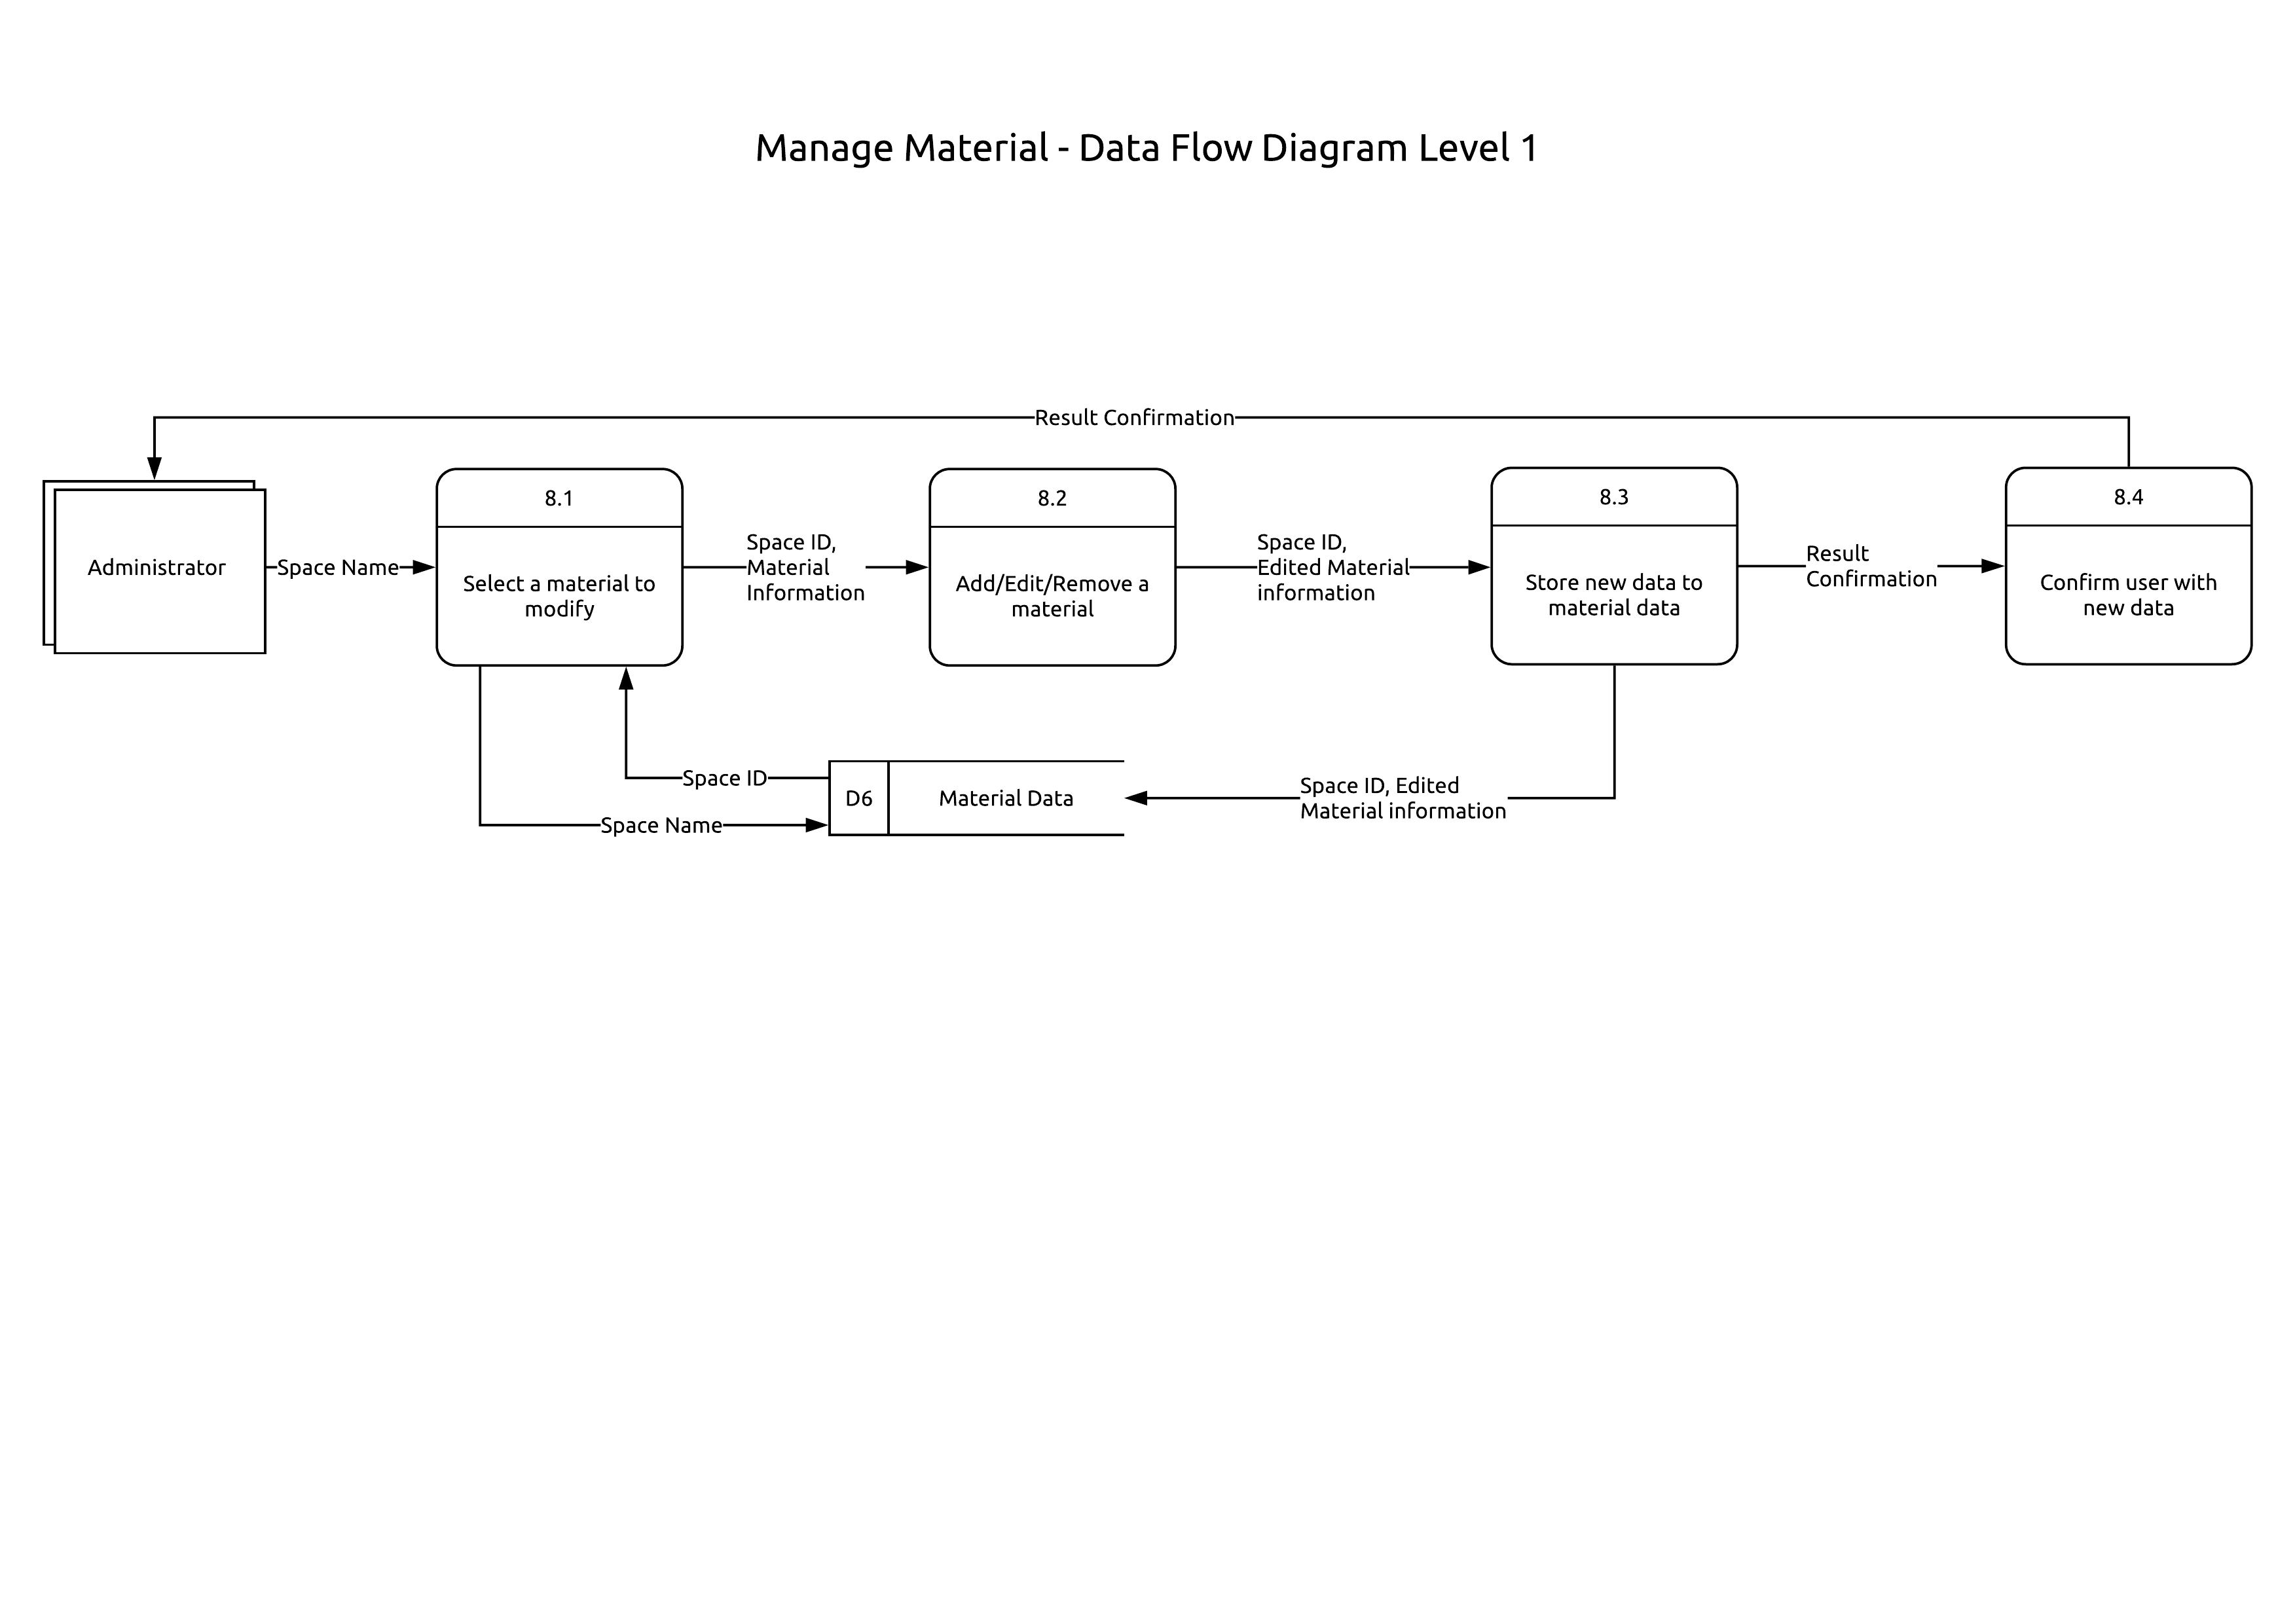 Manage Material - Data Flow Diagram Level 1
Result Confirmation
Administrator
Space Name
8.1
Select a material to
modify
Space ID,
Material
Information
8.2
Add/Edit/Remove a
material
Space ID,
Edited Material
information
8.3
Store new data to
material data
Result
Confirmation
8.4
Confirm user with
new data
Space ID
Space Name
D6
Material Data
Space ID, Edited
Material information